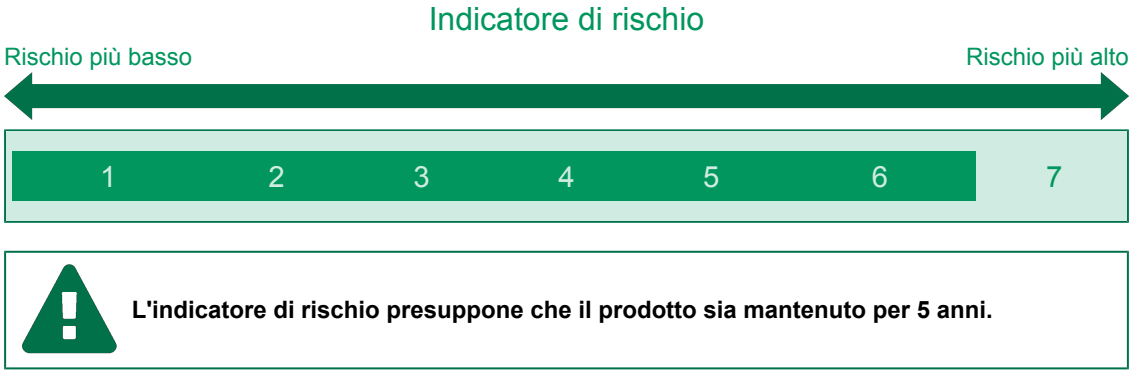 Indicatore di rischio
Rischio più basso Rischio più alto
1 2 3 4 5 6 7
L'indicatore di rischio presuppone che il prodotto sia mantenuto per 5 anni.